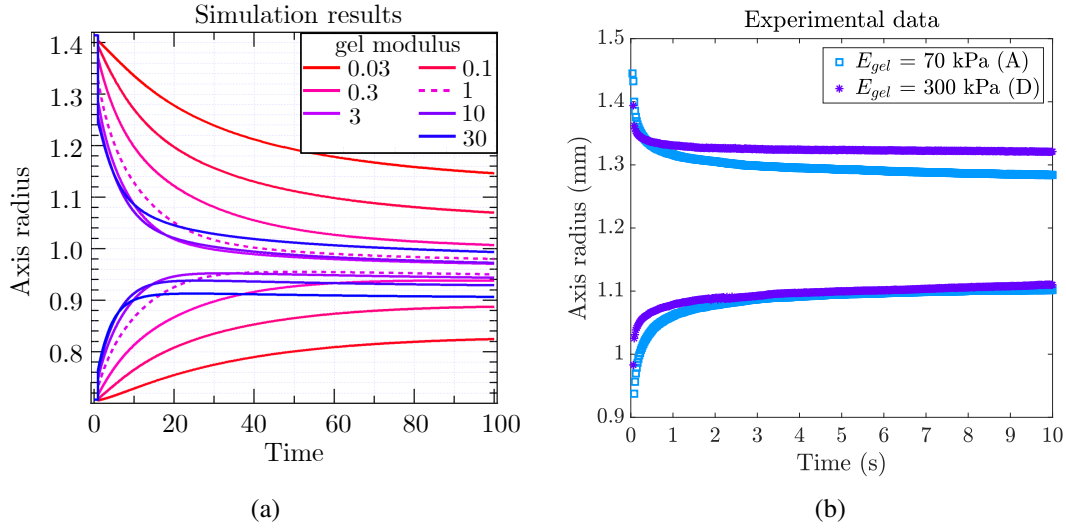 Simulation results
gel modulus
0.03 0.1
0.3 1
3 10
30
1.4
1.3
1.2
1.1
1.0
0.9
0.8
Axis radius
0 20 40 60 80 100
Time
(a)
Experimental data
E_gel = 70 kPa (A)
E_gel = 300 kPa (D)
1.5
1.4
1.3
1.2
1.1
1
0.9
Axis radius (mm)
0 1 2 3 4 5 6 7 8 9 10
Time (s)
(b)